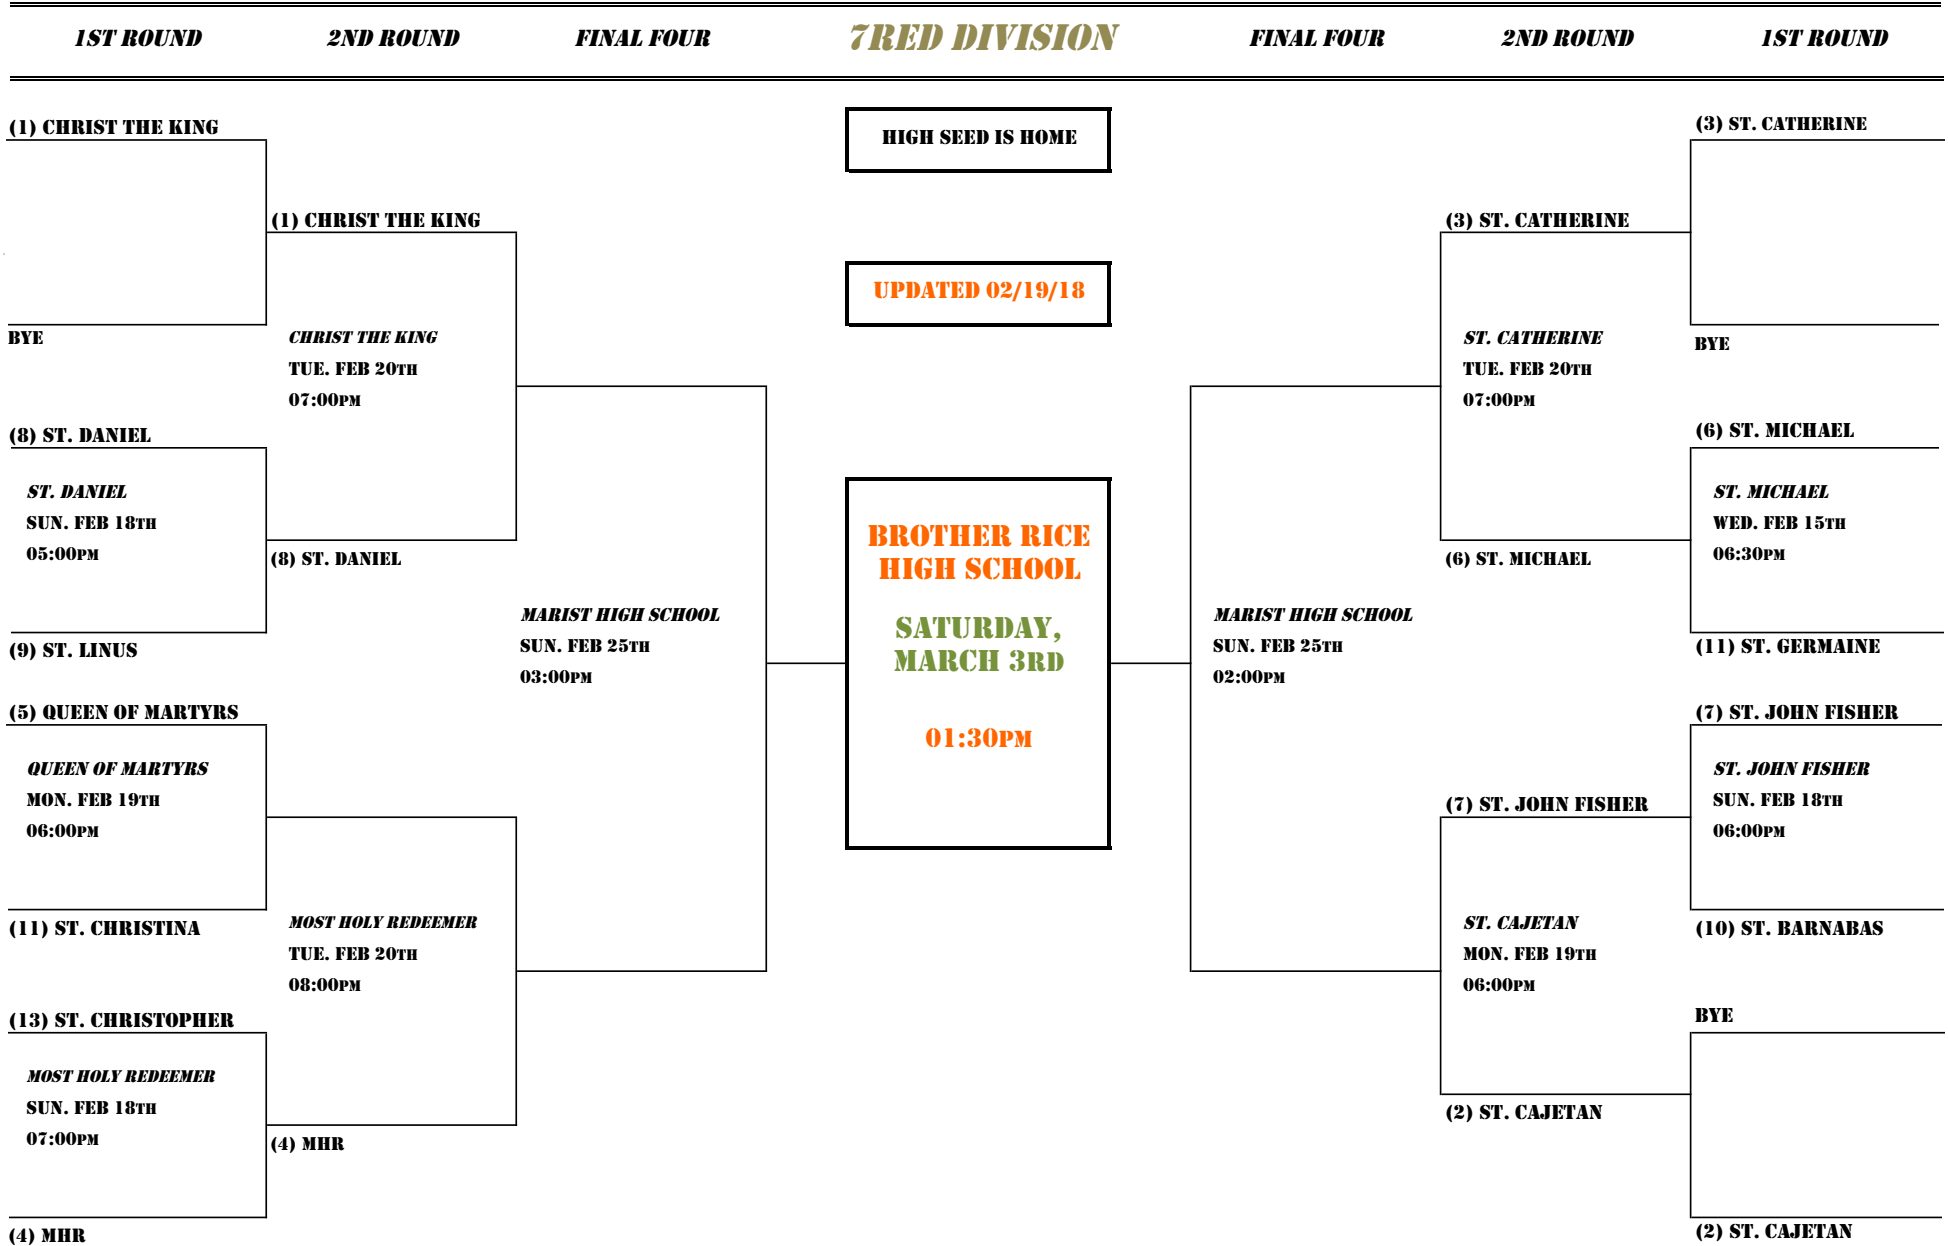 1ST ROUND
2ND ROUND
FINAL FOUR
7RED DIVISION
FINAL FOUR
2ND ROUND
1ST ROUND
(1) CHRIST THE KING
BYE
(8) ST. DANIEL
ST. DANIEL
SUN. FEB 18TH
05:00PM
(9) ST. LINUS
(5) QUEEN OF MARTYRS
QUEEN OF MARTYRS
MON. FEB 19TH
06:00PM
(11) ST. CHRISTINA
(13) ST. CHRISTOPHER
MOST HOLY REDEEMER
SUN. FEB 18TH
07:00PM
(4) MHR
(1) CHRIST THE KING
CHRIST THE KING
TUE. FEB 20TH
07:00PM
(8) ST. DANIEL
MOST HOLY REDEEMER
TUE. FEB 20TH
08:00PM
(4) MHR
MARIST HIGH SCHOOL
SUN. FEB 25TH
03:00PM
HIGH SEED IS HOME
UPDATED 02/19/18
BROTHER RICE
HIGH SCHOOL
SATURDAY,
MARCH 3RD
01:30PM
MARIST HIGH SCHOOL
SUN. FEB 25TH
02:00PM
(3) ST. CATHERINE
ST. CATHERINE
TUE. FEB 20TH
07:00PM
(6) ST. MICHAEL
(7) ST. JOHN FISHER
ST. CAJETAN
MON. FEB 19TH
06:00PM
(2) ST. CAJETAN
(3) ST. CATHERINE
BYE
(6) ST. MICHAEL
ST. MICHAEL
WED. FEB 15TH
06:30PM
(11) ST. GERMAINE
(7) ST. JOHN FISHER
ST. JOHN FISHER
SUN. FEB 18TH
06:00PM
(10) ST. BARNABAS
BYE
(2) ST. CAJETAN